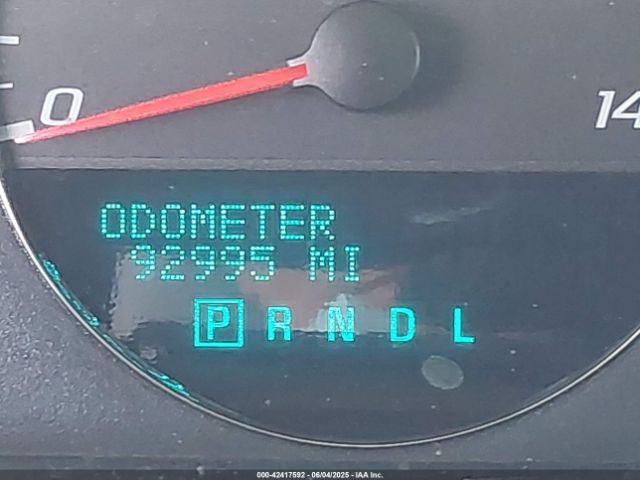 0
14
ODOMETER
92995 MI
P R N D L
000-42417592 - 06/04/2025 - IAA Inc.